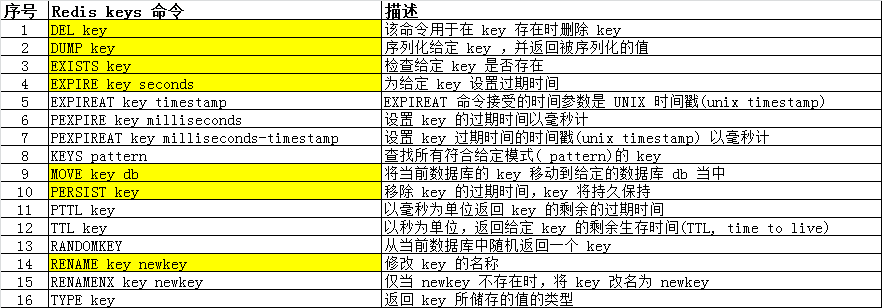 序号 Redis keys 命令 描述
1 DEL key 该命令用于在 key 存在时删除 key
2 DUMP key 序列化给定 key ，并返回被序列化的值
3 EXISTS key 检查给定 key 是否存在
4 EXPIRE key seconds 为给定 key 设置过期时间
5 EXPIREAT key timestamp EXPIREAT 命令接受的时间参数是 UNIX 时间戳(unix timestamp)
6 PEXPIRE key milliseconds 设置 key 的过期时间以毫秒计
7 PEXPIREAT key milliseconds-timestamp 设置 key 过期时间的时间戳(unix timestamp) 以毫秒计
8 KEYS pattern 查找所有符合给定模式( pattern)的 key
9 MOVE key db 将当前数据库的 key 移动到给定的数据库 db 当中
10 PERSIST key 移除 key 的过期时间，key 将持久保持
11 PTTL key 以毫秒为单位返回 key 的剩余的过期时间
12 TTL key 以秒为单位，返回给定 key 的剩余生存时间(TTL, time to live)
13 RANDOMKEY 从当前数据库中随机返回一个 key
14 RENAME key newkey 修改 key 的名称
15 RENAMENX key newkey 仅当 newkey 不存在时，将 key 改名为 newkey
16 TYPE key 返回 key 所储存的值的类型